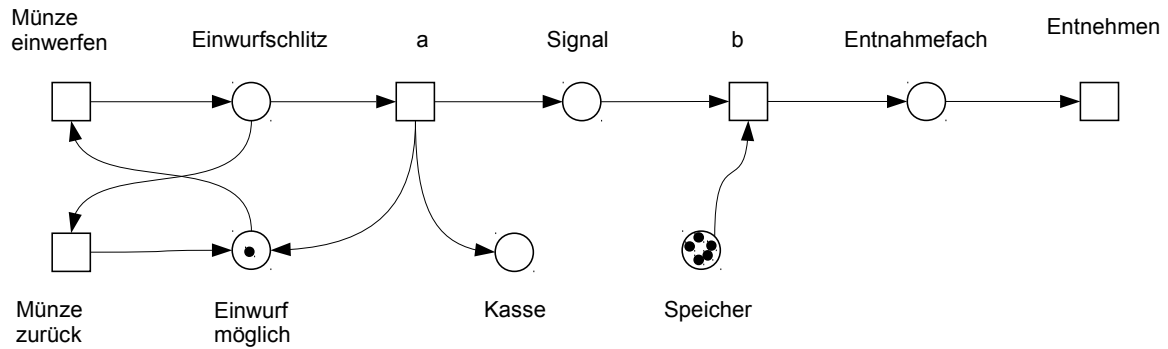 Münze
einwerfen
Einwurfschlitz
a
Signal
b
Entnahmefach
Entnehmen
Münze
zurück
Einwurf
möglich
Kasse
Speicher